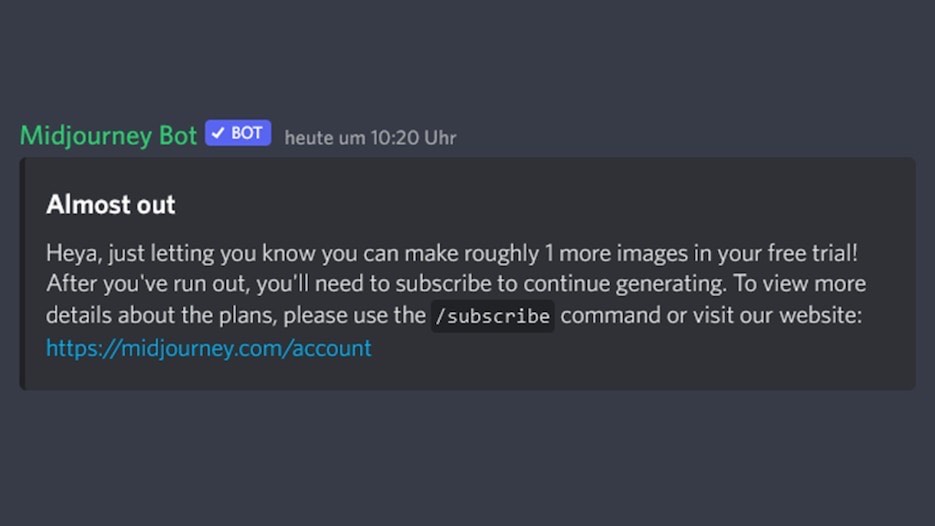 Midjourney Bot ✓ BOT heute um 10:20 Uhr
Almost out
Heya, just letting you know you can make roughly 1 more images in your free trial!
After you've run out, you'll need to subscribe to continue generating. To view more
details about the plans, please use the /subscribe command or visit our website:
https://midjourney.com/account